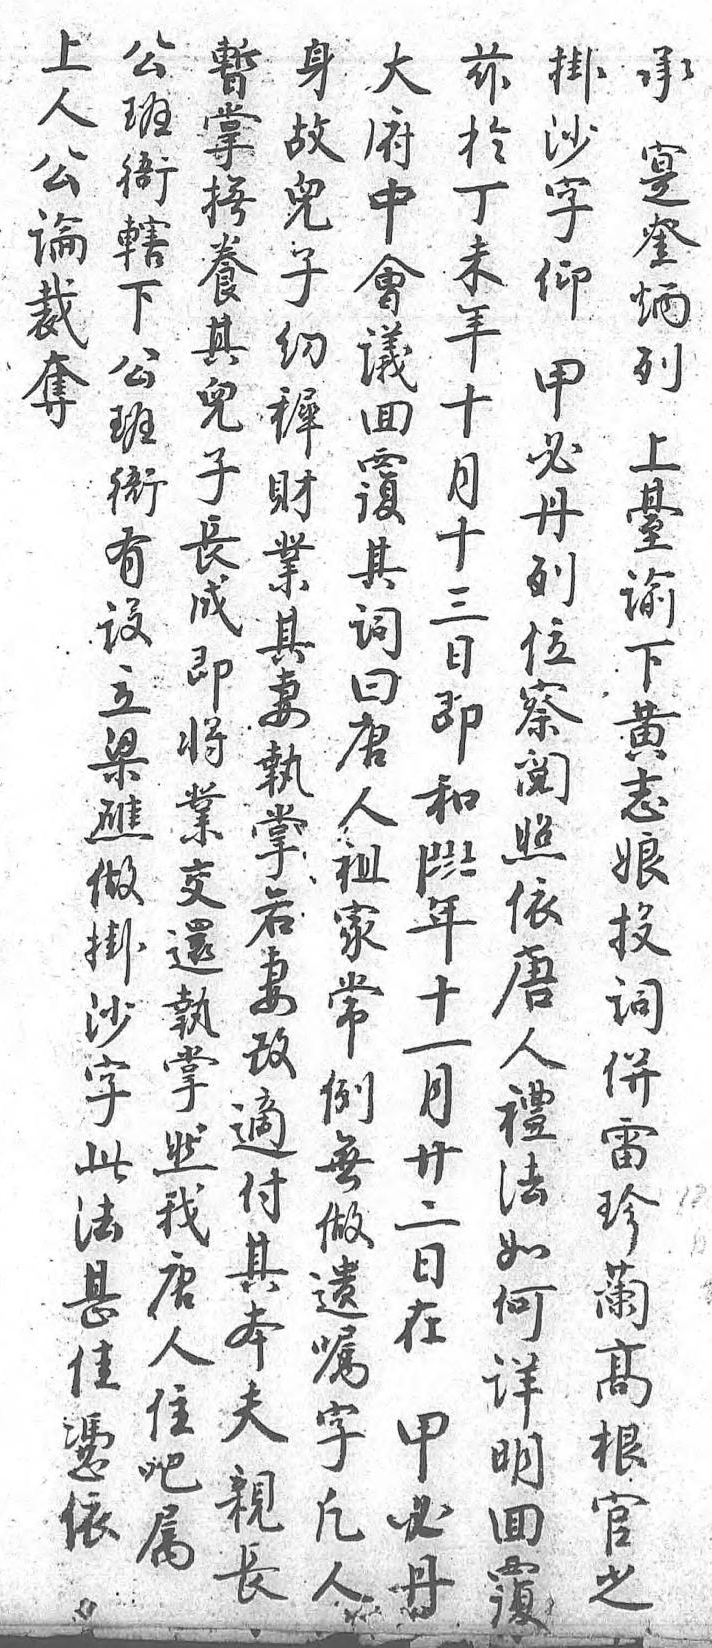 承　寔奎炳列　上臺諭下黃志娘投詞併雷珍蘭高根官之
掛沙字仰　甲必丹列位察閱照依唐人禮法如何詳明回覆
茲於丁未年十月十三日即和年十一月廿二日在　甲必丹
大府中會議回覆其詞曰唐人祖家常例無做遺囑字凡人
身故兒子幼穉財業其妻執掌若妻改適付其本夫親長
暫掌撫養其兒子長成即將業交還執掌然我唐人住吧属
公班衙轄下公班衙有設立梁礁做掛沙字此法甚佳憑依
上人公論裁奪